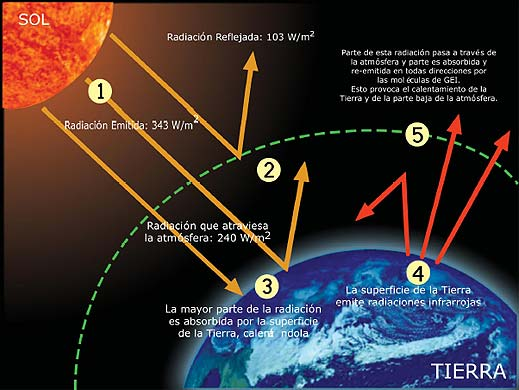 SOL
Radiación Reflejada: 103 W/m²
Parte de esta radiación pasa a través de
la atmósfera y parte es absorbida y
re-emitida en todas direcciones por
las moléculas de GEI.
Esto provoca el calentamiento de la
Tierra y de la parte baja de la atmósfera.
1
Radiación Emitida: 343 W/m²
5
2
Radiación que atraviesa
la atmósfera: 240 W/m²
3
4
La mayor parte de la radiación
es absorbida por la superficie
de la Tierra, calentá ndola
La superficie de la Tierra
emite radiaciones infrarrojas
TIERRA